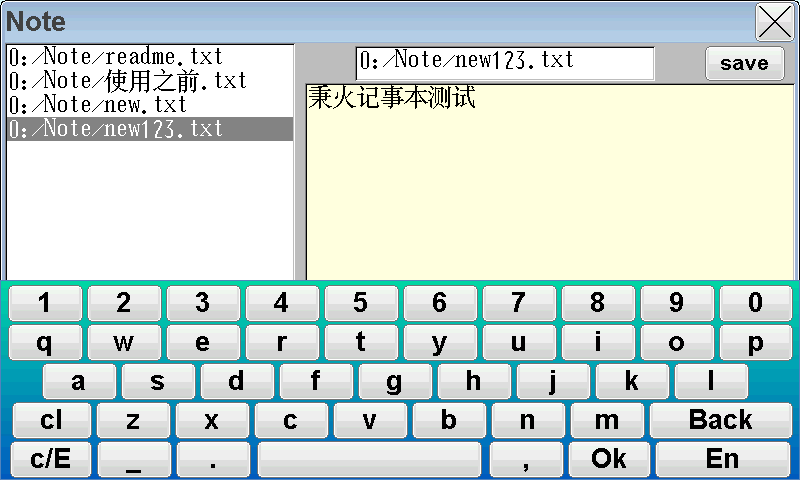 Note
0:/Note/readme.txt
0:/Note/使用之前.txt
0:/Note/new.txt
0:/Note/new123.txt
0:/Note/new123.txt
save
秉火记事本测试
1 2 3 4 5 6 7 8 9 0
q w e r t y u i o p
a s d f g h j k l
cl z x c v b n m Back
c/E _ . , Ok En